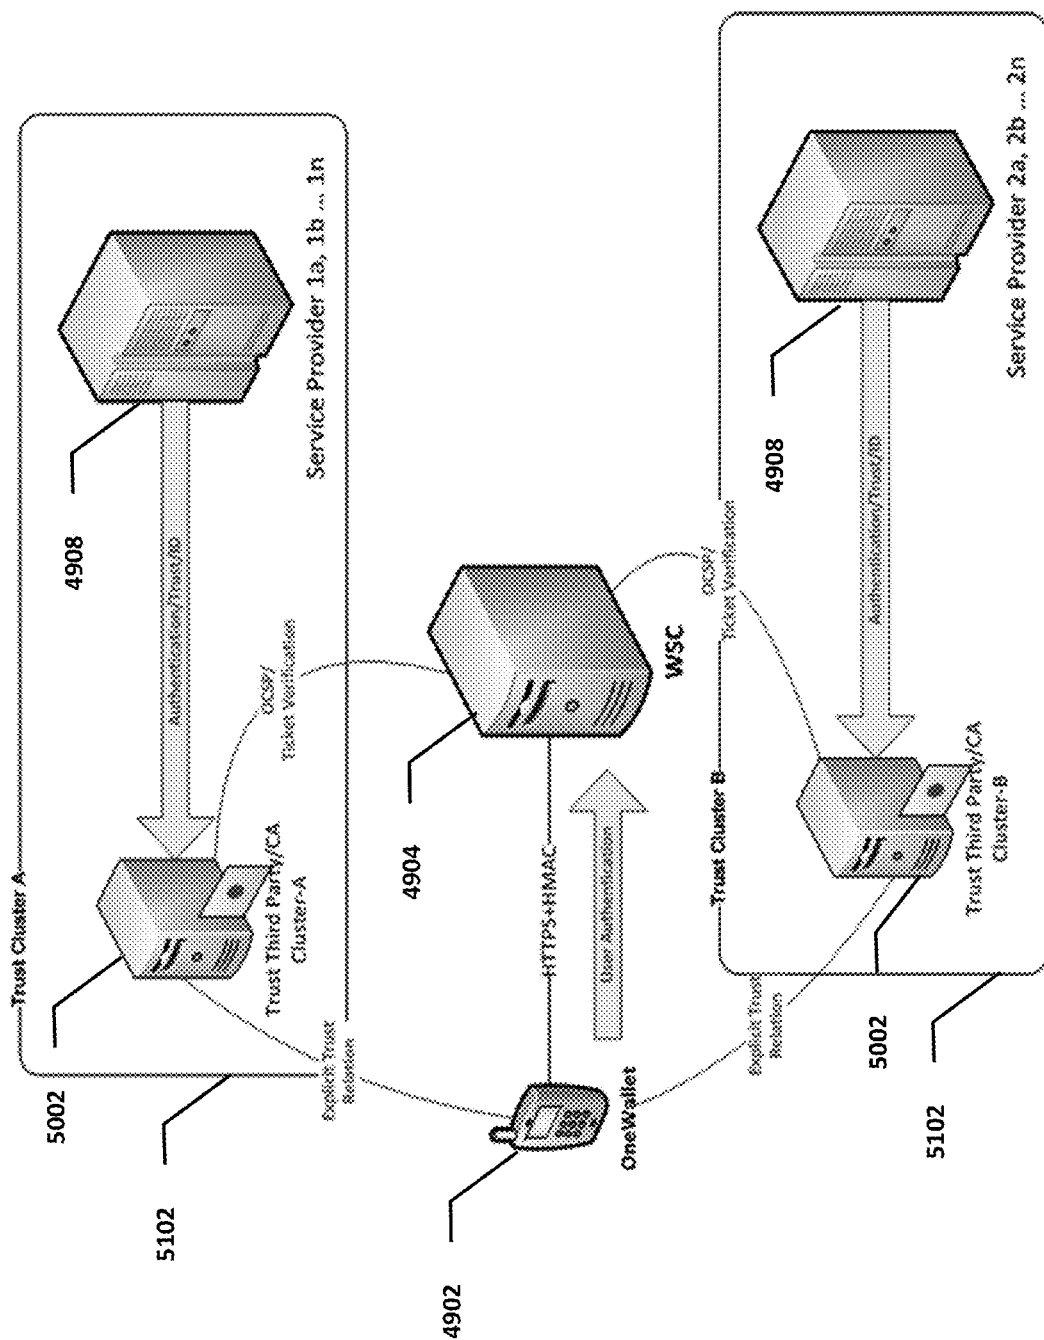 Trust Cluster A
4908
Authentication/Trust/ID
Service Provider 1a, 1b ... 1n
5002
Trust Third Party/CA
Cluster-A
5102
Explicit Trust
Relation
OCSP/
Ticket Verification
4902
OneWallet
HTTPS+HMAC
User Authentication
4904
WSC
OCSP/
Ticket Verification
Explicit Trust
Relation
Trust Cluster B
4908
Authentication/Trust/ID
Service Provider 2a, 2b ... 2n
5002
Trust Third Party/CA
Cluster-B
5102